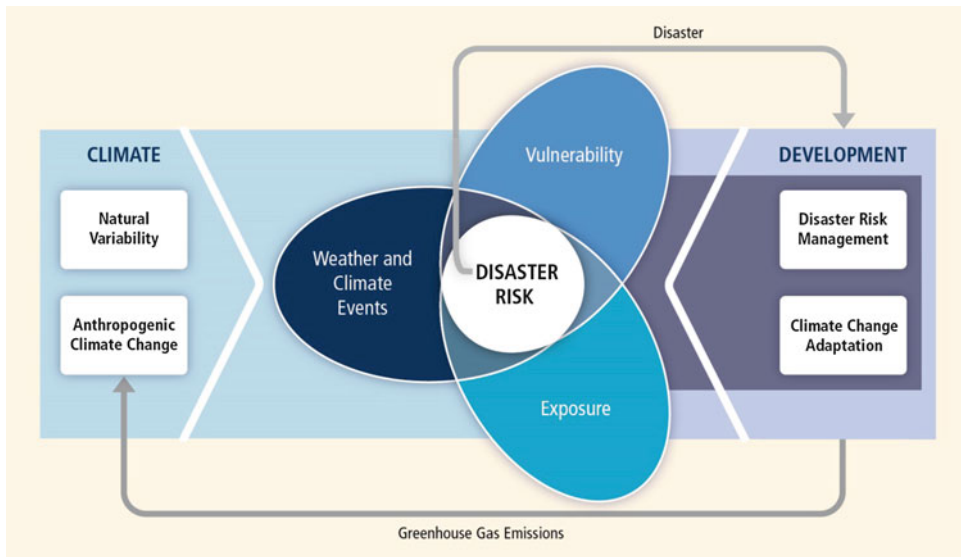 Disaster
CLIMATE
Natural
Variability
Anthropogenic
Climate Change
Weather and
Climate
Events
Vulnerability
DISASTER
RISK
Exposure
DEVELOPMENT
Disaster Risk
Management
Climate Change
Adaptation
Greenhouse Gas Emissions